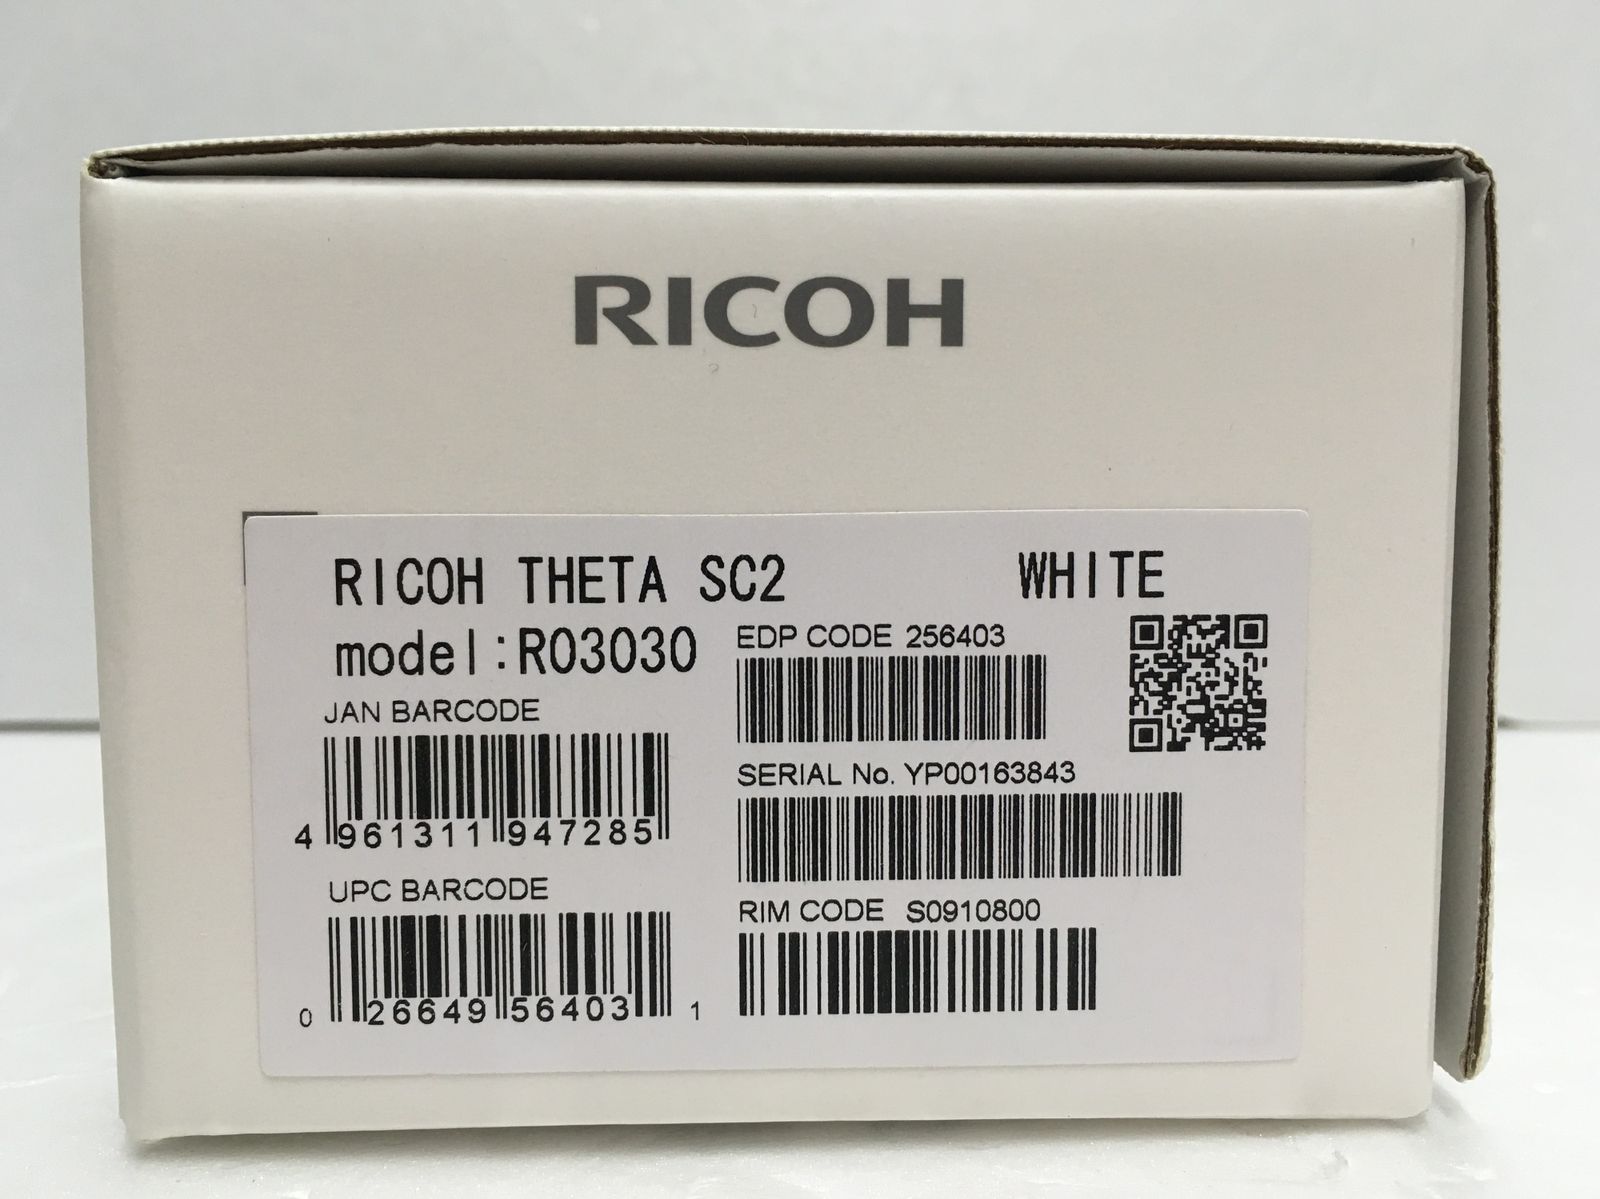 RICOH
RICOH THETA SC2 WHITE
model:R03030
EDP CODE 256403
JAN BARCODE
4 961311 947285
SERIAL No. YP00163843
UPC BARCODE
0 26649 56403 1
RIM CODE S0910800